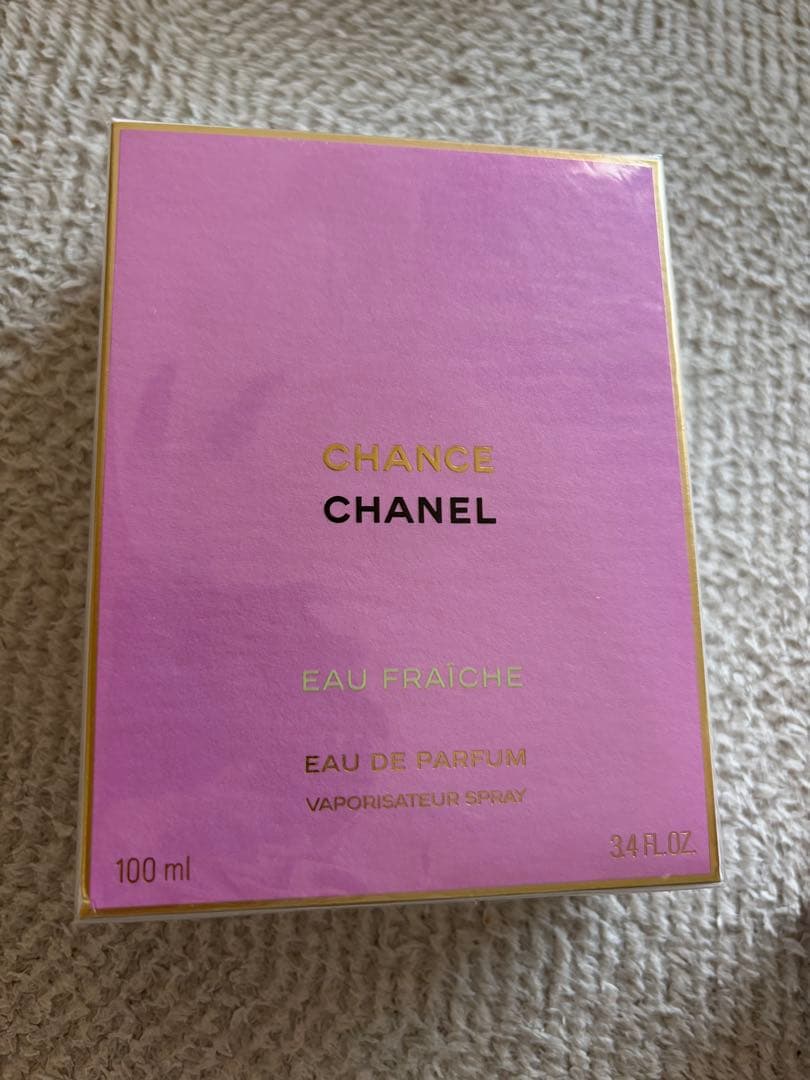 CHANCE
CHANEL
EAU FRAÎCHE
EAU DE PARFUM
VAPORISATEUR SPRAY
100 ml
3.4 FL.OZ.